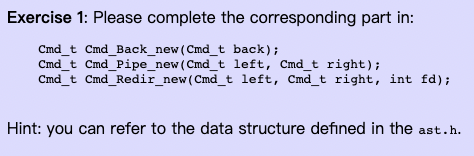 Exercise 1: Please complete the corresponding part in:
Cmd_t Cmd_Back_new(Cmd_t back);
Cmd_t Cmd_Pipe_new(Cmd_t left, Cmd_t right);
Cmd_t Cmd_Redir_new(Cmd_t left, Cmd_t right, int fd);
Hint: you can refer to the data structure defined in the ast.h.